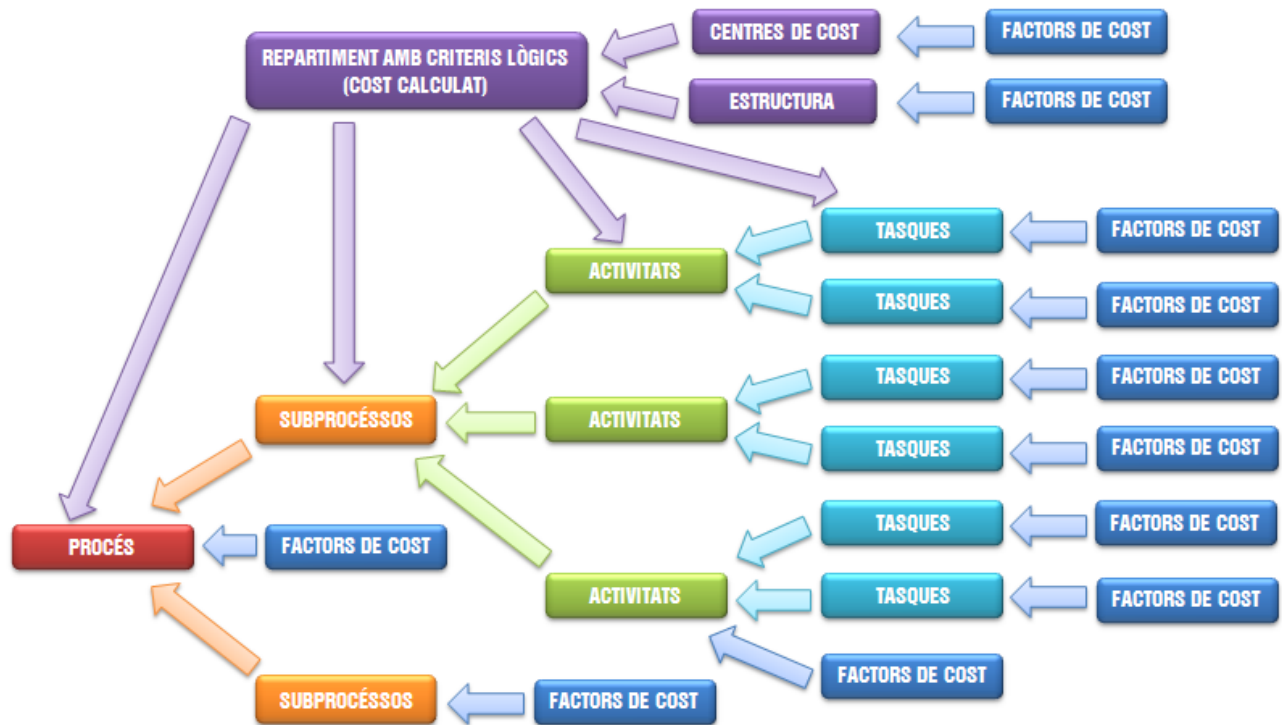 CENTRES DE COST
FACTORS DE COST
REPARTIMENT AMB CRITERIS LÒGICS
(COST CALCULAT)
ESTRUCTURA
FACTORS DE COST
TASQUES
FACTORS DE COST
ACTIVITATS
TASQUES
FACTORS DE COST
TASQUES
FACTORS DE COST
SUBPROCÉSSOS
ACTIVITATS
TASQUES
FACTORS DE COST
TASQUES
FACTORS DE COST
PROCÉS
FACTORS DE COST
ACTIVITATS
TASQUES
FACTORS DE COST
FACTORS DE COST
SUBPROCÉSSOS
FACTORS DE COST